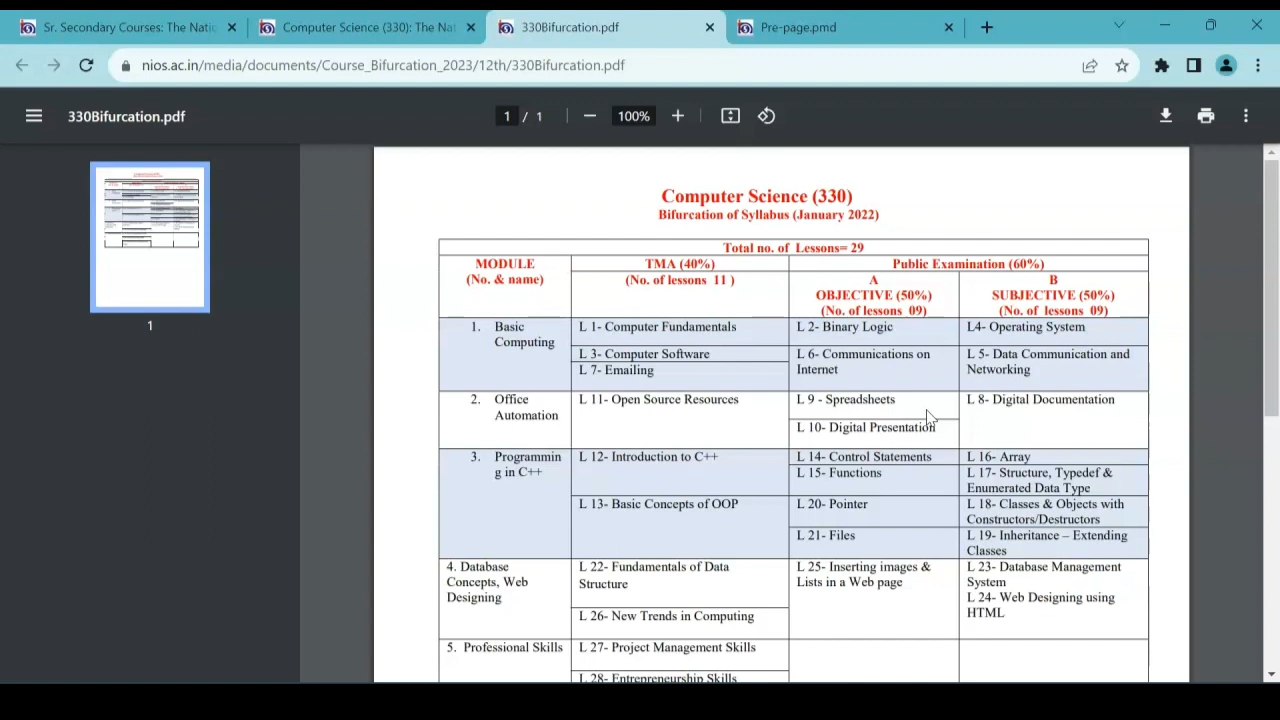 Sr. Secondary Courses: The Natio
Computer Science (330): The Nat
330Bifurcation.pdf
Pre-page.pmd
nios.ac.in/media/documents/Course_Bifurcation_2023/12th/330Bifurcation.pdf
330Bifurcation.pdf
1 / 1
100%
1
Computer Science (330)
Bifurcation of Syllabus (January 2022)
Total no. of Lessons= 29
MODULE
(No. & name)
TMA (40%)
(No. of lessons 11 )
Public Examination (60%)
A
OBJECTIVE (50%)
(No. of lessons 09)
B
SUBJECTIVE (50%)
(No. of lessons 09)
1. Basic
Computing
L 1- Computer Fundamentals
L 3- Computer Software
L 7- Emailing
L 2- Binary Logic
L 6- Communications on
Internet
L4- Operating System
L 5- Data Communication and
Networking
2. Office
Automation
L 11- Open Source Resources
L 9 - Spreadsheets
L 10- Digital Presentation
L 8- Digital Documentation
3. Programmin
g in C++
L 12- Introduction to C++
L 13- Basic Concepts of OOP
L 14- Control Statements
L 15- Functions
L 20- Pointer
L 21- Files
L 16- Array
L 17- Structure, Typedef &
Enumerated Data Type
L 18- Classes & Objects with
Constructors/Destructors
L 19- Inheritance – Extending
Classes
4. Database
Concepts, Web
Designing
L 22- Fundamentals of Data
Structure
L 26- New Trends in Computing
L 25- Inserting images &
Lists in a Web page
L 23- Database Management
System
L 24- Web Designing using
HTML
5. Professional Skills
L 27- Project Management Skills
L 28- Entrepreneurship Skills